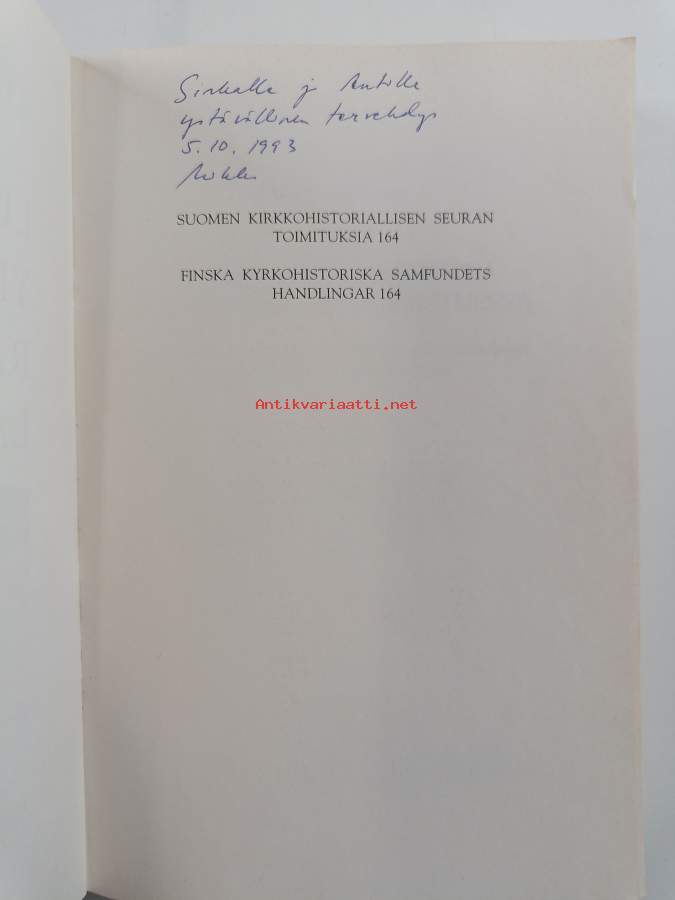 Sirkalle ja Antille
ystävällinen tervehdys
5.10.1993
SUOMEN KIRKKOHISTORIALLISEN SEURAN
TOIMITUKSIA 164
FINSKA KYRKOHISTORISKA SAMFUNDETS
HANDLINGAR 164
Antikvariaatti.net